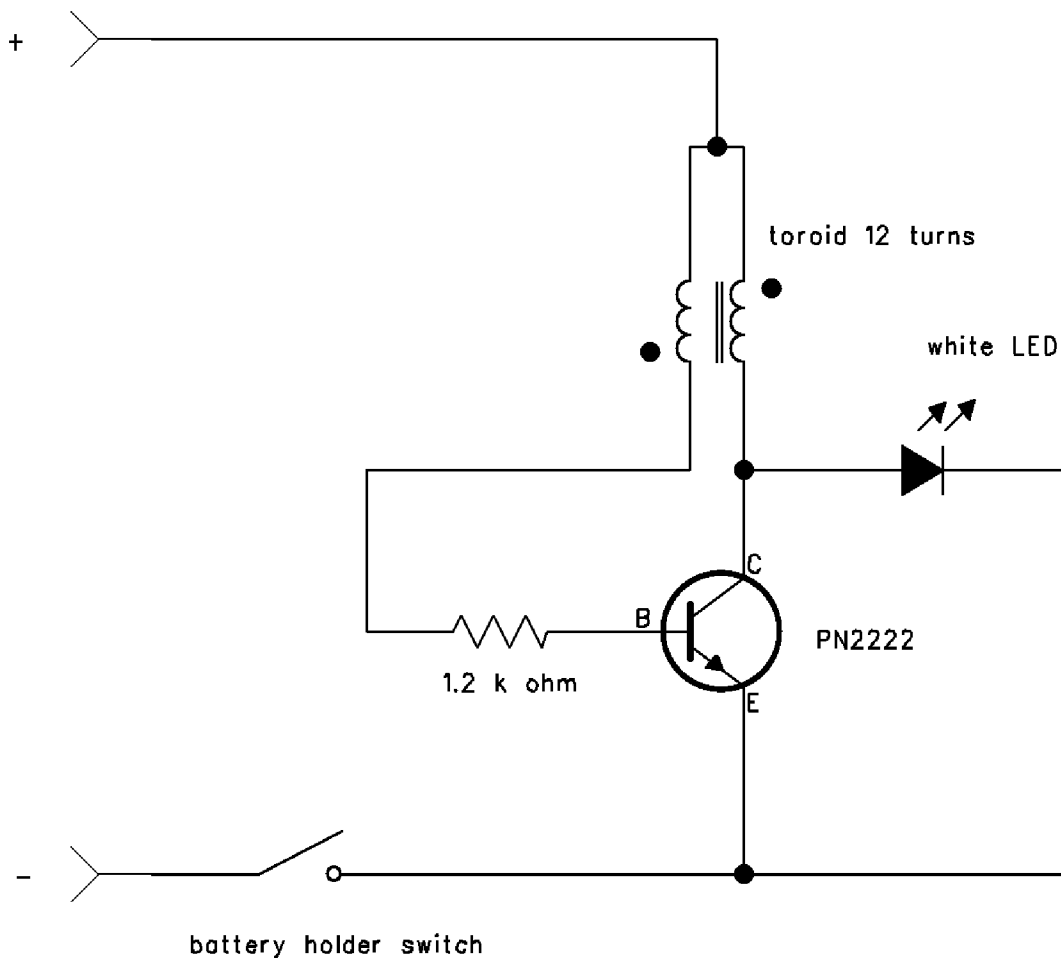 +
toroid 12 turns
white LED
C
B
PN2222
1.2 k ohm
E
-
battery holder switch